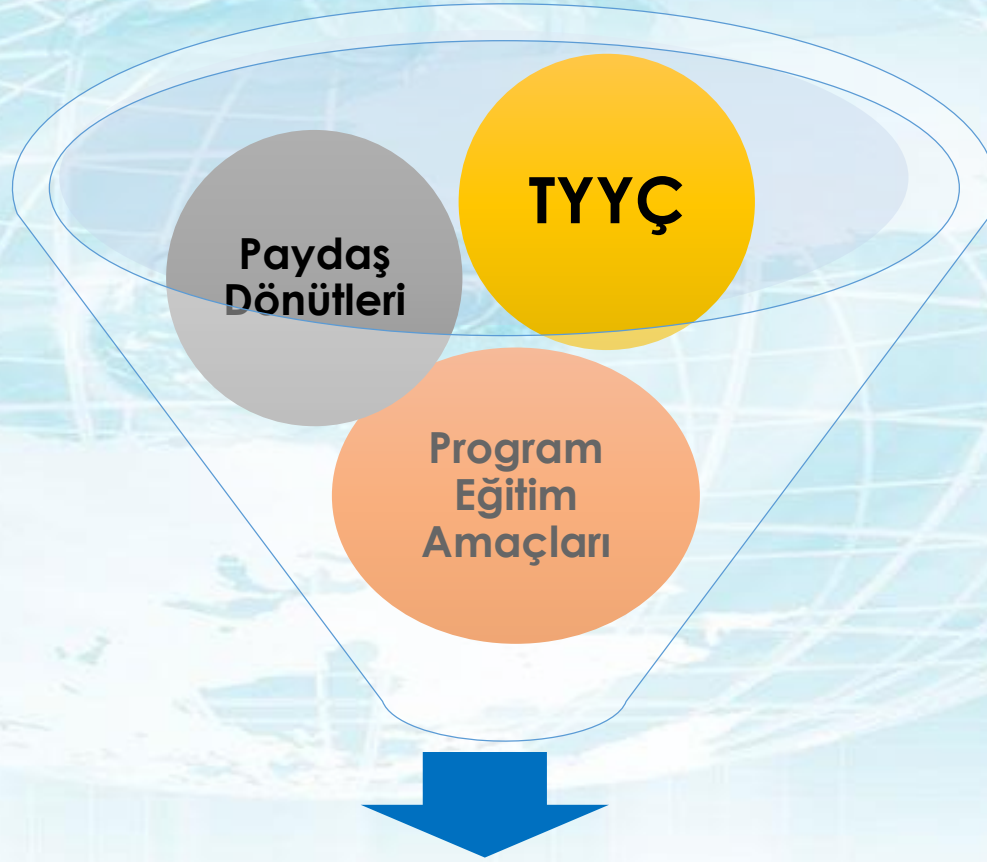 TYYÇ
Paydaş
Dönütleri
Program
Eğitim
Amaçları